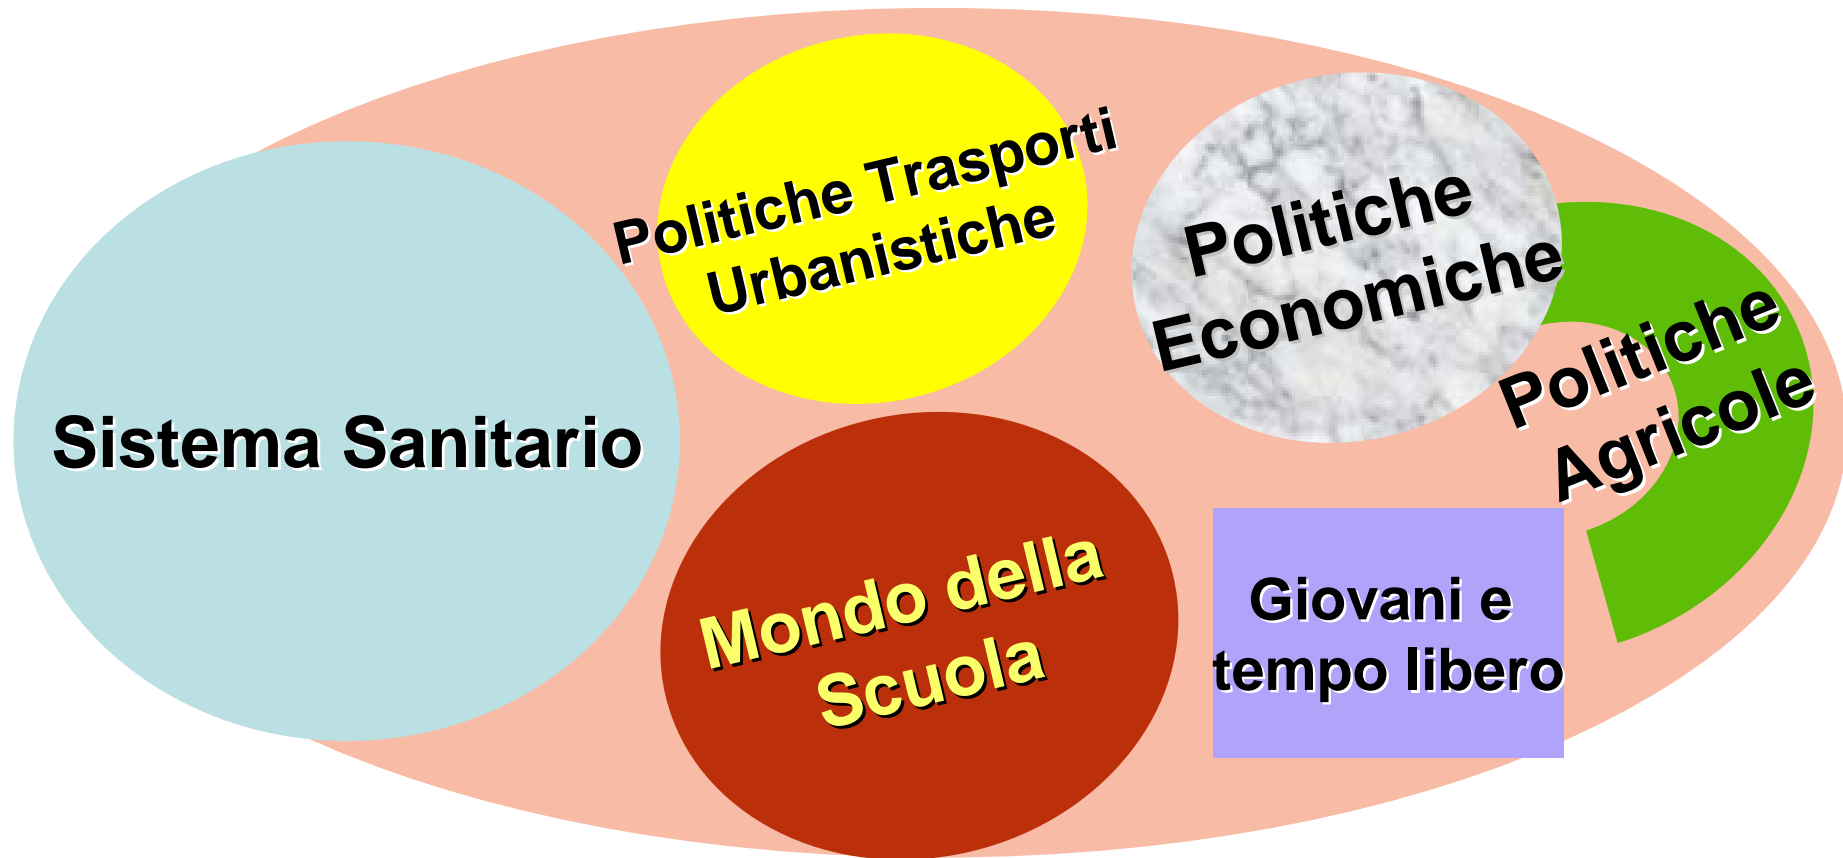 Sistema Sanitario
Politiche Trasporti
Urbanistiche
Politiche
Economiche
Politiche
Agricole
Mondo della
Scuola
Giovani e
tempo libero